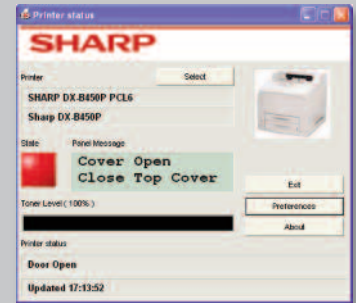 Printer status
SHARP
Printer
Select
SHARP DX-B450P PCL6
Sharp DX-B450P
State
Panel Message
Cover Open
Close Top Cover
Exit
Toner Level ( 100% )
Preferences
About
Printer status
Door Open
Updated 17:13:52